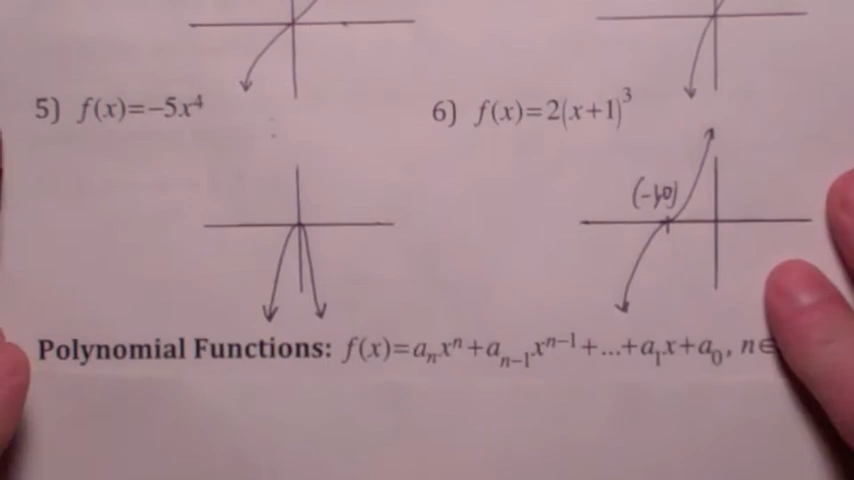 5) f(x)=−5x⁴
6) f(x)=2(x+1)³
(-1,0)
Polynomial Functions: f(x)=aₙxⁿ+aₙ₋₁xⁿ⁻¹+...+a₁x+a₀, n∈